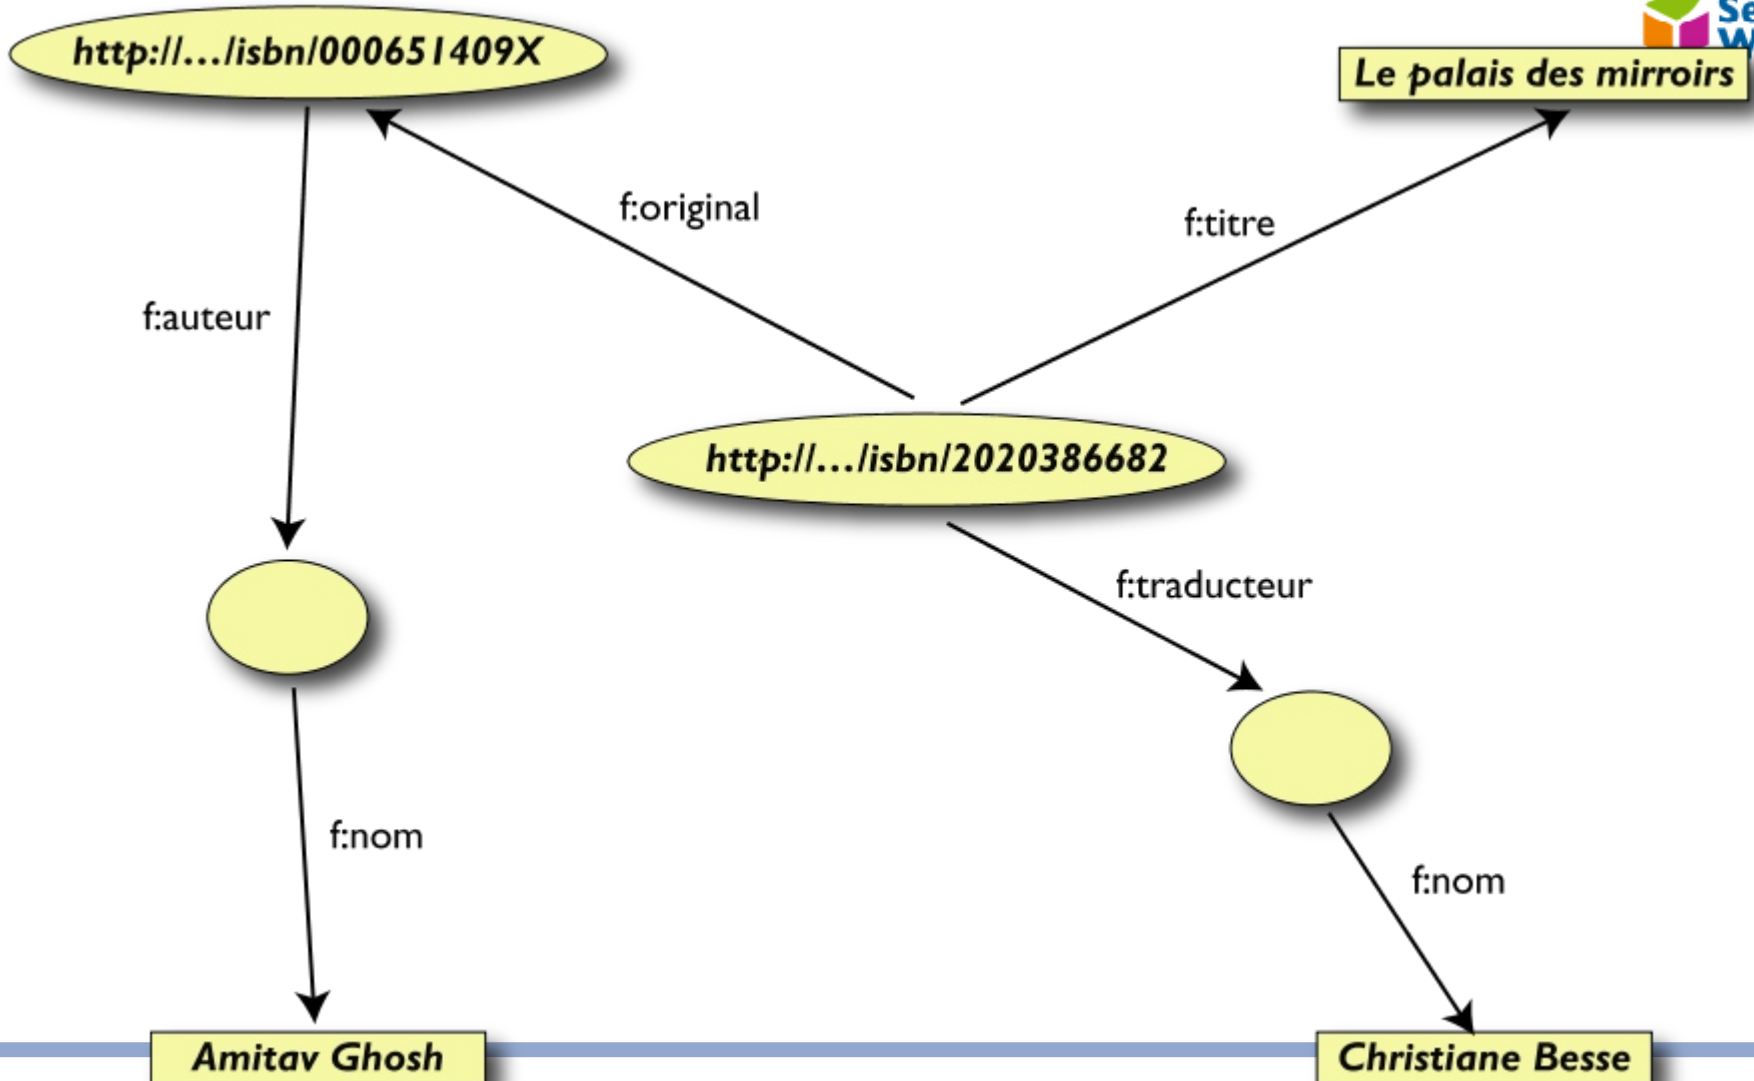 http://…/isbn/000651409X
Le palais des mirroirs
f:original
f:titre
f:auteur
http://…/isbn/2020386682
f:traducteur
f:nom
f:nom
Amitav Ghosh
Christiane Besse